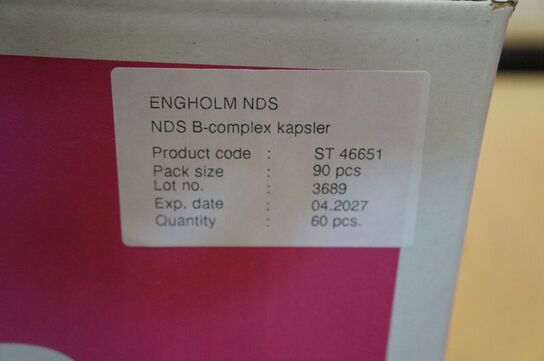 ENGHOLM NDS
NDS B-complex kapsler
Product code : ST 46651
Pack size : 90 pcs
Lot no. : 3689
Exp. date : 04.2027
Quantity : 60 pcs.